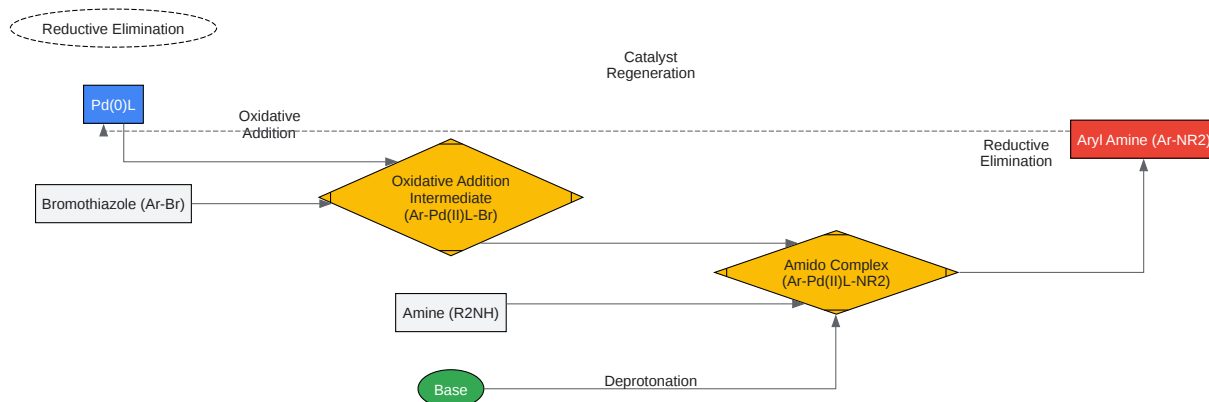 Reductive Elimination
Catalyst
Regeneration
Pd(0)L
Oxidative
Addition
Aryl Amine (Ar-NR2)
Reductive
Elimination
Oxidative Addition
Intermediate
(Ar-Pd(II)L-Br)
Bromothiazole (Ar-Br)
Amido Complex
(Ar-Pd(II)L-NR2)
Amine (R2NH)
Deprotonation
Base